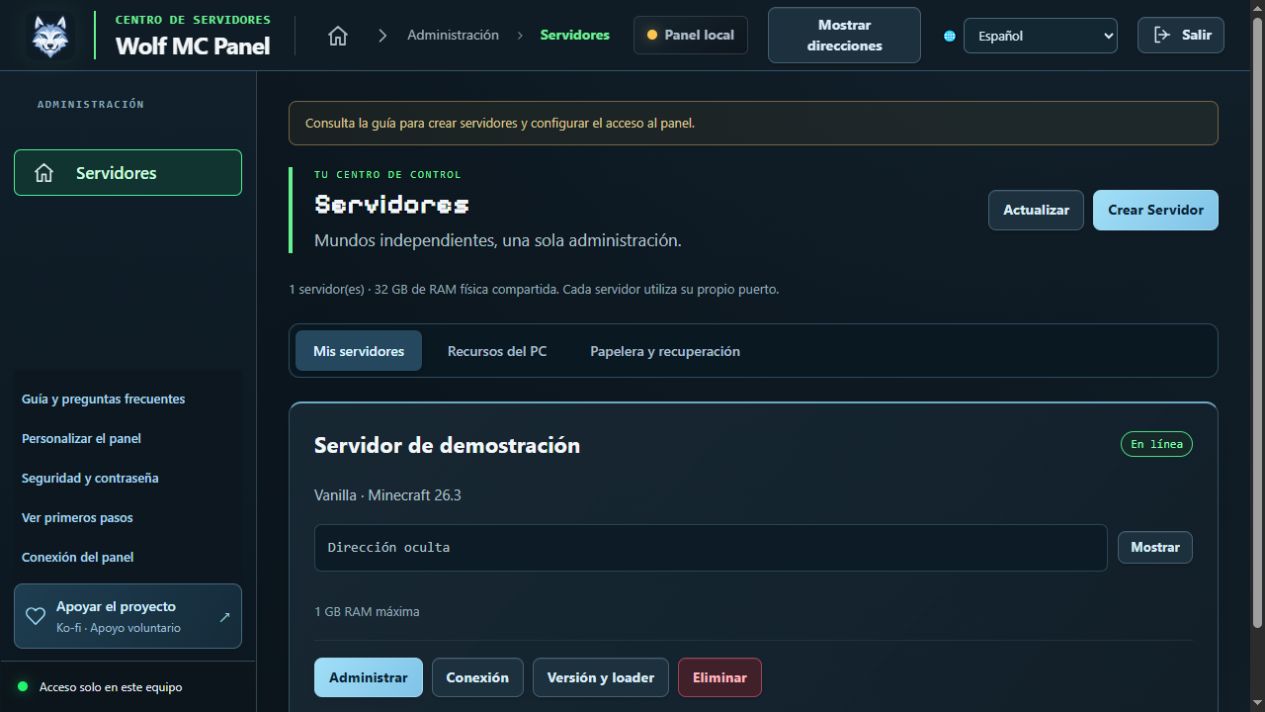 CENTRO DE SERVIDORES
Wolf MC Panel
Administración
Servidores
Panel local
Mostrar
direcciones
Español
Salir
ADMINISTRACIÓN
Servidores
Guía y preguntas frecuentes
Personalizar el panel
Seguridad y contraseña
Ver primeros pasos
Conexión del panel
Apoyar el proyecto
Ko-fi · Apoyo voluntario
Acceso solo en este equipo
Consulta la guía para crear servidores y configurar el acceso al panel.
TU CENTRO DE CONTROL
Servidores
Mundos independientes, una sola administración.
Actualizar
Crear Servidor
1 servidor(es) · 32 GB de RAM física compartida. Cada servidor utiliza su propio puerto.
Mis servidores
Recursos del PC
Papelera y recuperación
Servidor de demostración
En línea
Vanilla · Minecraft 26.3
Dirección oculta
Mostrar
1 GB RAM máxima
Administrar
Conexión
Versión y loader
Eliminar